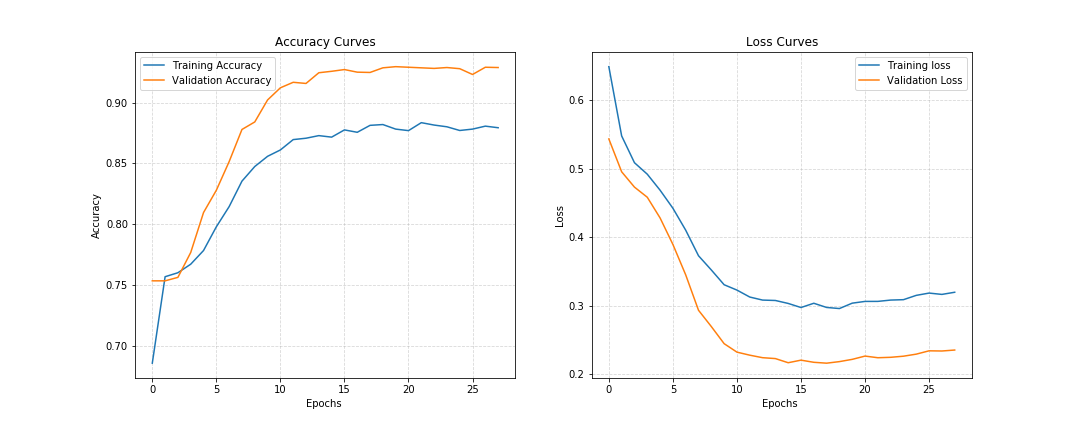 Accuracy Curves
Training Accuracy
Validation Accuracy
0.90
0.85
0.80
0.75
0.70
Accuracy
0 5 10 15 20 25
Epochs
Loss Curves
Training loss
Validation Loss
0.6
0.5
0.4
0.3
0.2
Loss
0 5 10 15 20 25
Epochs